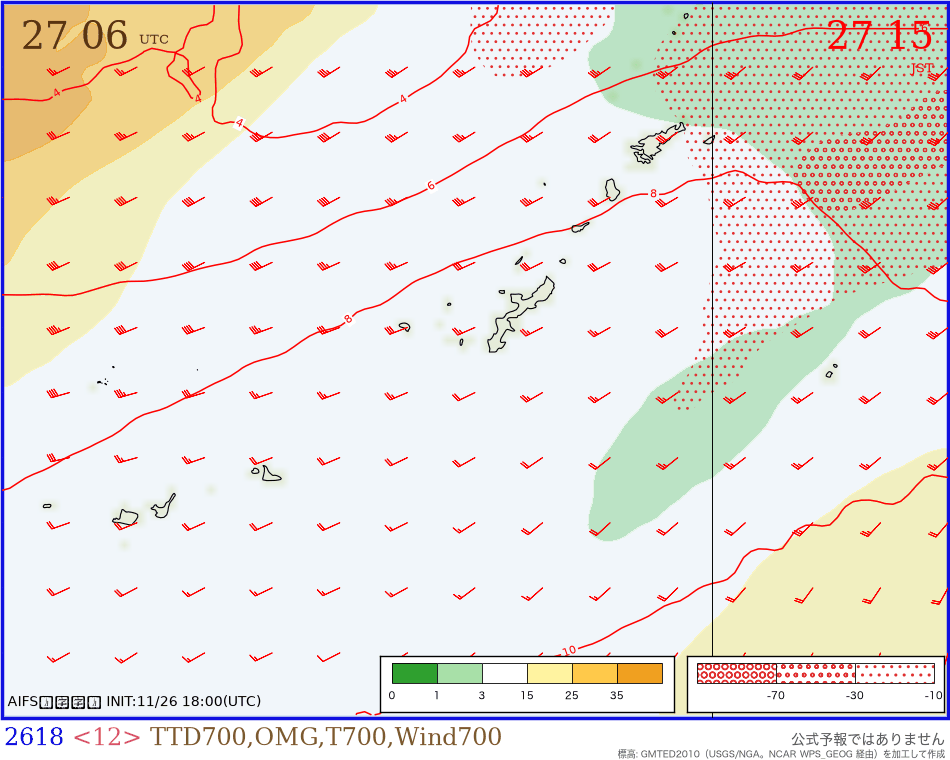 27 06 UTC
27 15
JST
4
4
4
4
6
8
8
10
AIFS INIT:11/26 18:00(UTC)
0 1 3 15 25 35
-70 -30 -10
2618 <12> TTD700,OMG,T700,Wind700
公式予報ではありません
標高: GMTED2010（USGS/NGA。NCAR WPS_GEOG 経由）を加工して作成